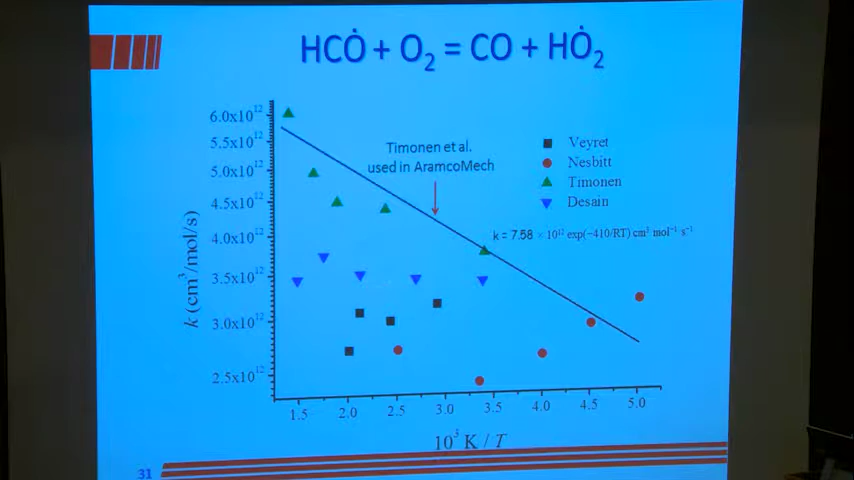 HCȮ + O₂ = CO + HȮ₂
6.0x10¹²
5.5x10¹²
5.0x10¹²
4.5x10¹²
4.0x10¹²
3.5x10¹²
3.0x10¹²
2.5x10¹²
k (cm³/mol/s)
Timonen et al.
used in AramcoMech
Veyret
Nesbitt
Timonen
Desain
k = 7.58 × 10¹² exp(−410/RT) cm³ mol⁻¹ s⁻¹
1.5 2.0 2.5 3.0 3.5 4.0 4.5 5.0
10³ K / T
31